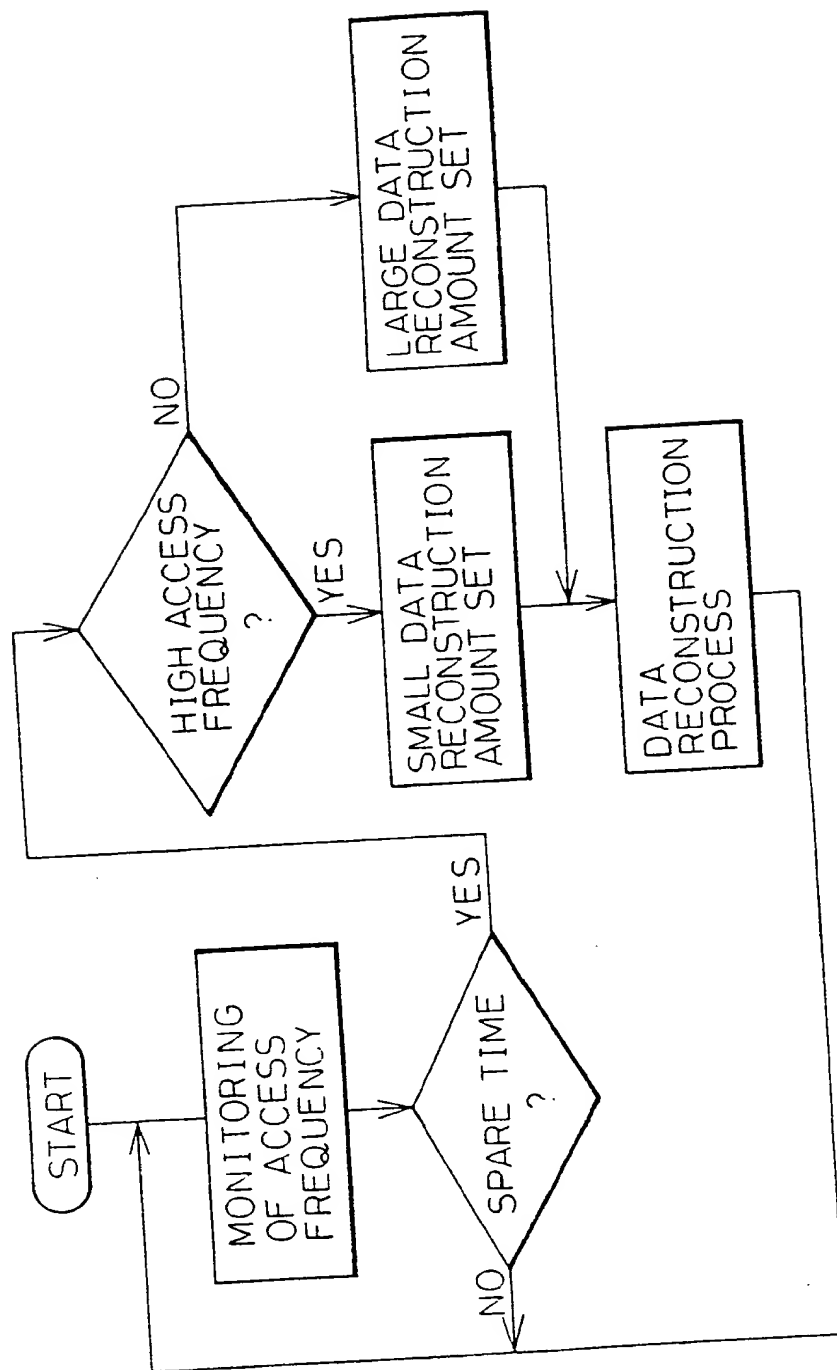 START
MONITORING
OF ACCESS
FREQUENCY
SPARE TIME
?
NO
YES
HIGH ACCESS
FREQUENCY
?
NO
YES
SMALL DATA
RECONSTRUCTION
AMOUNT SET
LARGE DATA
RECONSTRUCTION
AMOUNT SET
DATA
RECONSTRUCTION
PROCESS